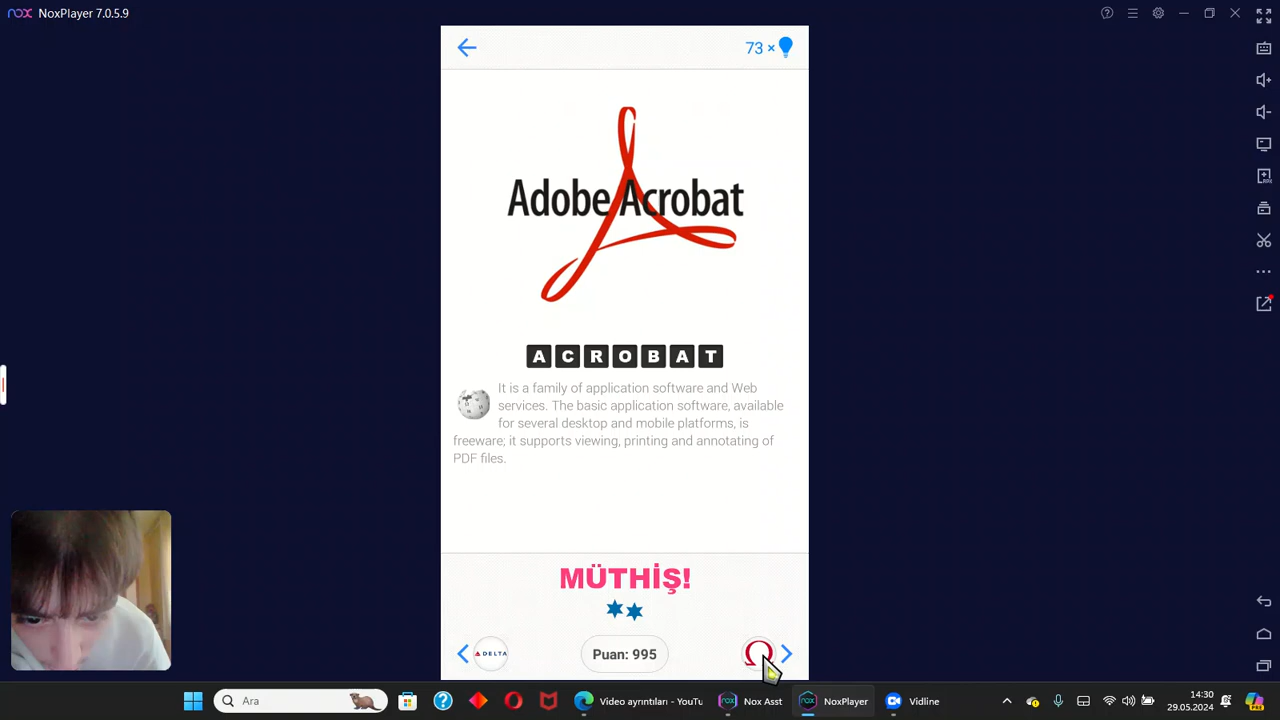 NoxPlayer 7.0.5.9
73 ×
Adobe Acrobat
ACROBAT
It is a family of application software and Web
services. The basic application software, available
for several desktop and mobile platforms, is
freeware; it supports viewing, printing and annotating of
PDF files.
MÜTHİŞ!
DELTA
Puan: 995
Ara
Video ayrıntıları - YouTu
Nox Asst
NoxPlayer
Vidline
14:30
29.05.2024